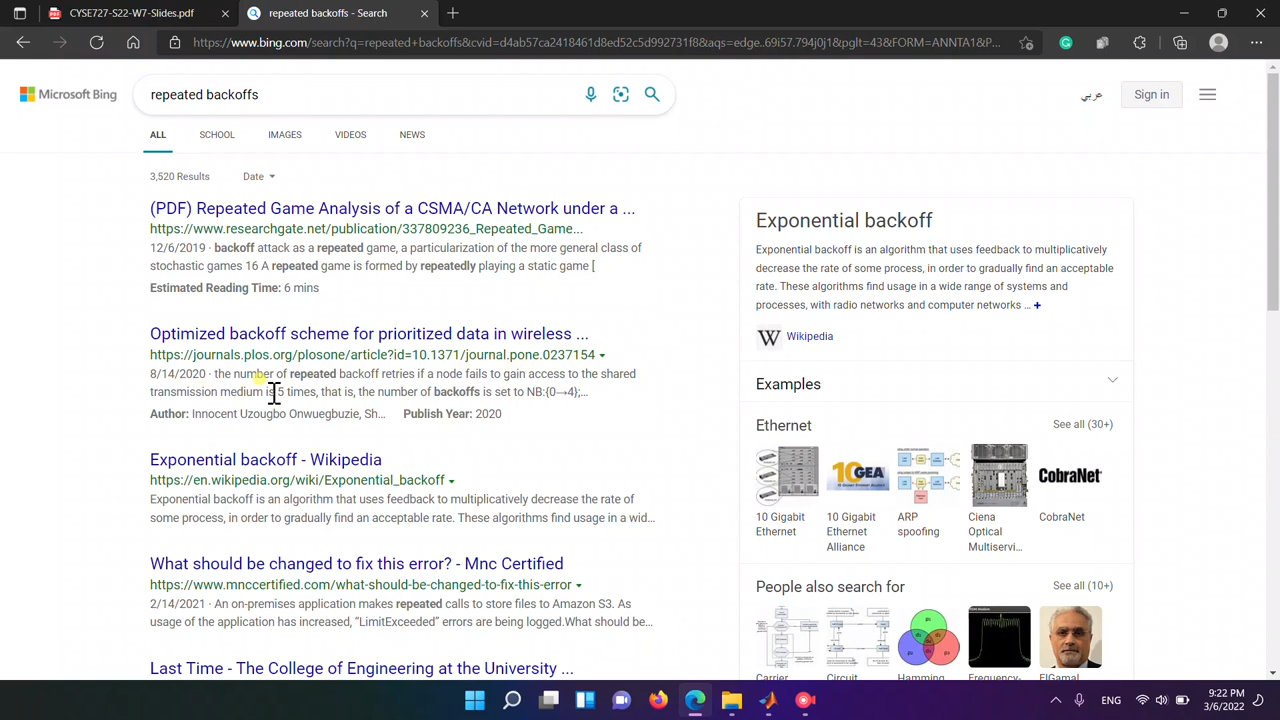 CYSE27-S22-W7-Slides.pdf
repeated backoffs - Search
https://www.bing.com/search?q=repeated+backoffs&cvid=d4ab57ca2418461d8ed52c5d992731f8&aqs=edge..69i57.794j0j1&pglt=43&FORM=ANNTA1&P...
Microsoft Bing
repeated backoffs
عربي
Sign in
ALL
SCHOOL
IMAGES
VIDEOS
NEWS
3,520 Results
Date
(PDF) Repeated Game Analysis of a CSMA/CA Network under a ...
https://www.researchgate.net/publication/337809236_Repeated_Game...
12/6/2019 · backoff attack as a repeated game, a particularization of the more general class of
stochastic games 16 A repeated game is formed by repeatedly playing a static game [
Estimated Reading Time: 6 mins
Optimized backoff scheme for prioritized data in wireless ...
https://journals.plos.org/plosone/article?id=10.1371/journal.pone.0237154
8/14/2020 · the number of repeated backoff retries if a node fails to gain access to the shared
transmission medium is 5 times, that is, the number of backoffs is set to NB:{0→4};...
Author: Innocent Uzougbo Onwuegbuzie, Sh... Publish Year: 2020
Exponential backoff - Wikipedia
https://en.wikipedia.org/wiki/Exponential_backoff
Exponential backoff is an algorithm that uses feedback to multiplicatively decrease the rate of
some process, in order to gradually find an acceptable rate. These algorithms find usage in a wid...
What should be changed to fix this error? - Mnc Certified
https://www.mnccertified.com/what-should-be-changed-to-fix-this-error
2/14/2021 · An on-premises application makes repeated calls to store files to Amazon S3. As
usage of the application has increased, "LimitExceeded" errors are being logged. What should be...
Last Time - The College of Engineering at the University ...
Exponential backoff
Exponential backoff is an algorithm that uses feedback to multiplicatively
decrease the rate of some process, in order to gradually find an acceptable
rate. These algorithms find usage in a wide range of systems and
processes, with radio networks and computer networks ... +
W Wikipedia
Examples
Ethernet
See all (30+)
10GEA
CobraNet
10 Gigabit
Ethernet
10 Gigabit
Ethernet
Alliance
ARP
spoofing
Ciena
Optical
Multiservi...
CobraNet
People also search for
See all (10+)
Carrier
Circuit
Hamming
Frequency-
ElGamal
ENG
9:22 PM
3/6/2022